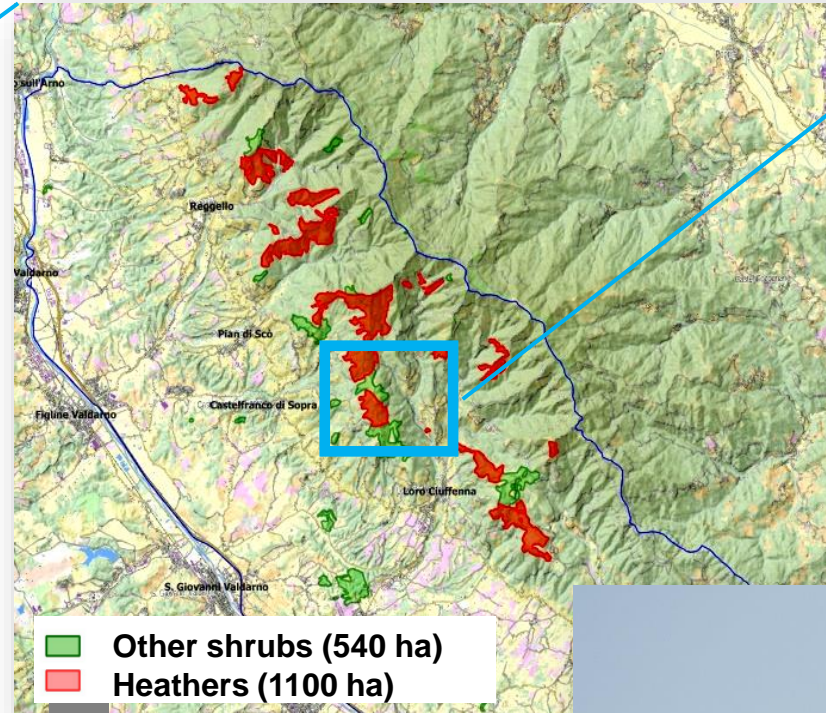 o sull'Arno
Reggello
Valdarno
Pian di Scò
Castelfranco di Sopra
Figline Valdarno
Loro Ciuffenna
S. Giovanni Valdarno
Other shrubs (540 ha)
Heathers (1100 ha)